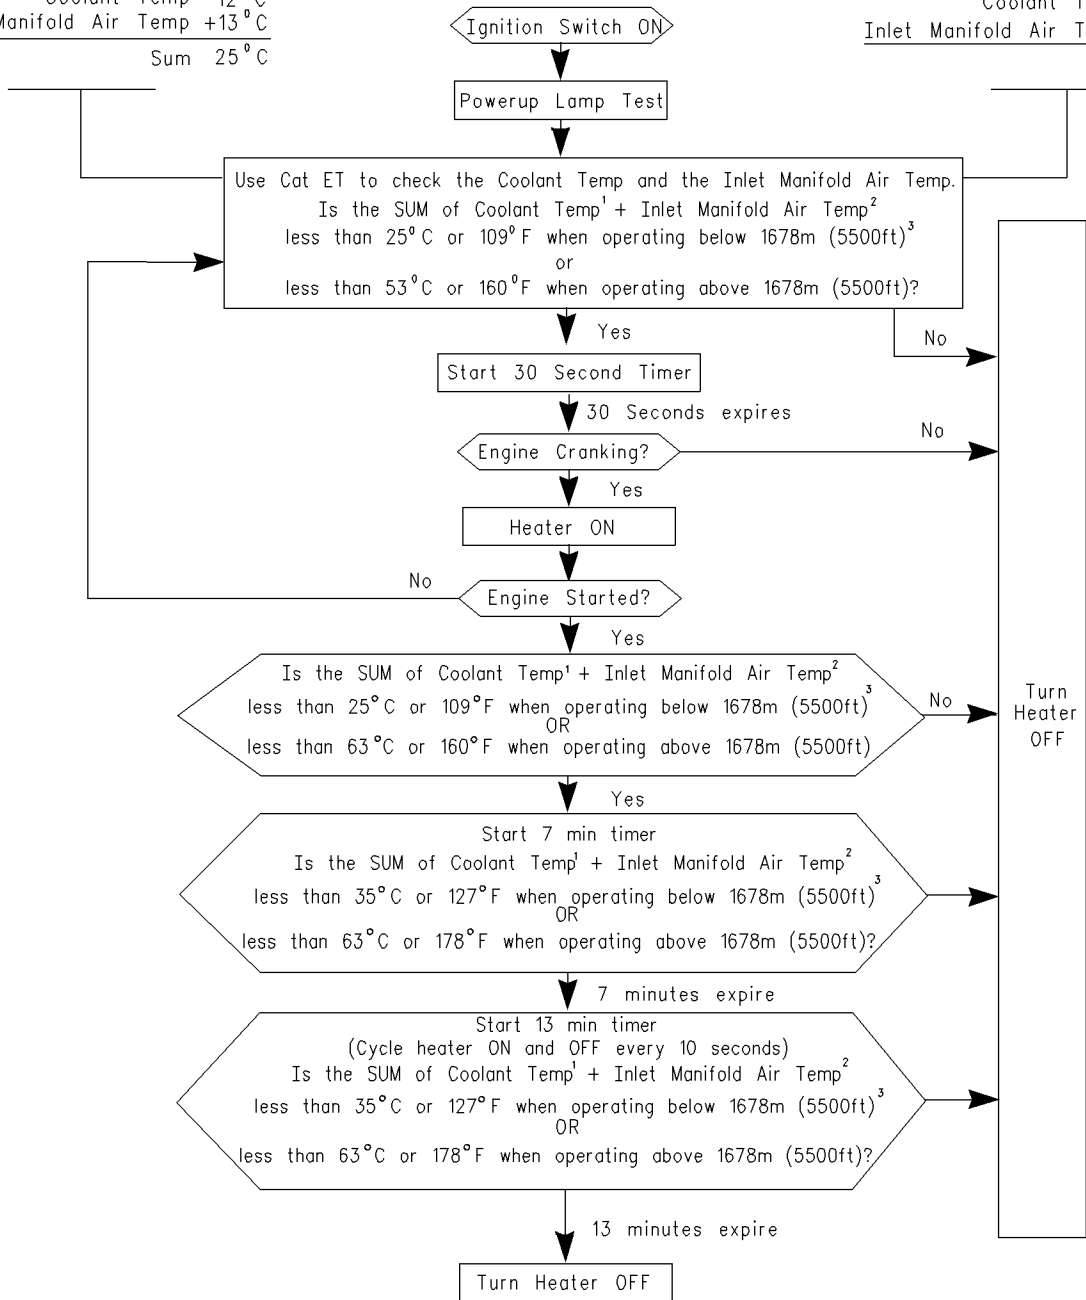 Coolant Temp 12°C
Manifold Air Temp +13°C
Sum 25°C
Coolant T
Inlet Manifold Air T
Ignition Switch ON
Powerup Lamp Test
Use Cat ET to check the Coolant Temp and the Inlet Manifold Air Temp.
Is the SUM of Coolant Temp¹ + Inlet Manifold Air Temp²
less than 25°C or 109°F when operating below 1678m (5500ft)³
or
less than 53°C or 160°F when operating above 1678m (5500ft)?
Yes
No
Start 30 Second Timer
30 Seconds expires
Engine Cranking?
No
Yes
Heater ON
Engine Started?
No
Yes
Is the SUM of Coolant Temp¹ + Inlet Manifold Air Temp²
less than 25°C or 109°F when operating below 1678m (5500ft)³
OR
less than 63°C or 160°F when operating above 1678m (5500ft)
No
Turn
Heater
OFF
Yes
Start 7 min timer
Is the SUM of Coolant Temp¹ + Inlet Manifold Air Temp²
less than 35°C or 127°F when operating below 1678m (5500ft)³
OR
less than 63°C or 178°F when operating above 1678m (5500ft)?
7 minutes expire
Start 13 min timer
(Cycle heater ON and OFF every 10 seconds)
Is the SUM of Coolant Temp¹ + Inlet Manifold Air Temp²
less than 35°C or 127°F when operating below 1678m (5500ft)³
OR
less than 63°C or 178°F when operating above 1678m (5500ft)?
13 minutes expire
Turn Heater OFF